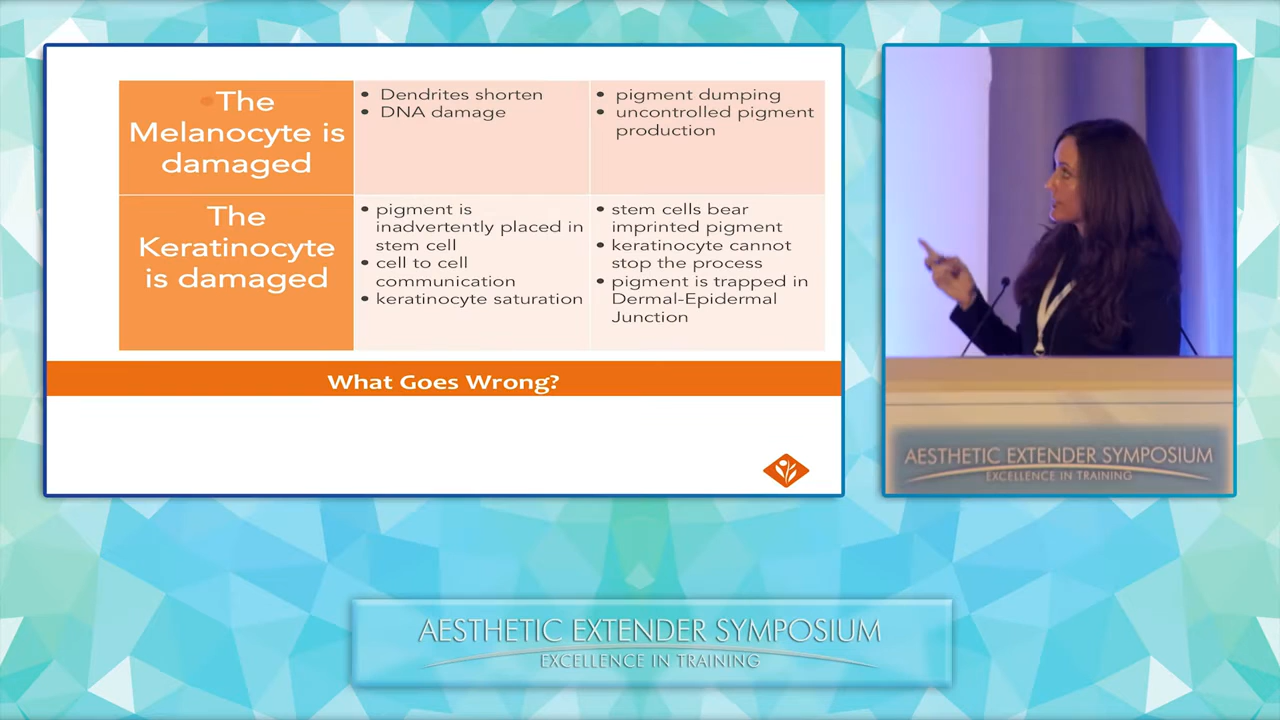 The
Melanocyte is
damaged
• Dendrites shorten
• DNA damage
• pigment dumping
• uncontrolled pigment
production
The
Keratinocyte
is damaged
• pigment is
inadvertently placed in
stem cell
• cell to cell
communication
• keratinocyte saturation
• stem cells bear
imprinted pigment
• keratinocyte cannot
stop the process
• pigment is trapped in
Dermal-Epidermal
Junction
What Goes Wrong?
AESTHETIC EXTENDER SYMPOSIUM
EXCELLENCE IN TRAINING
AESTHETIC EXTENDER SYMPOSIUM
EXCELLENCE IN TRAINING